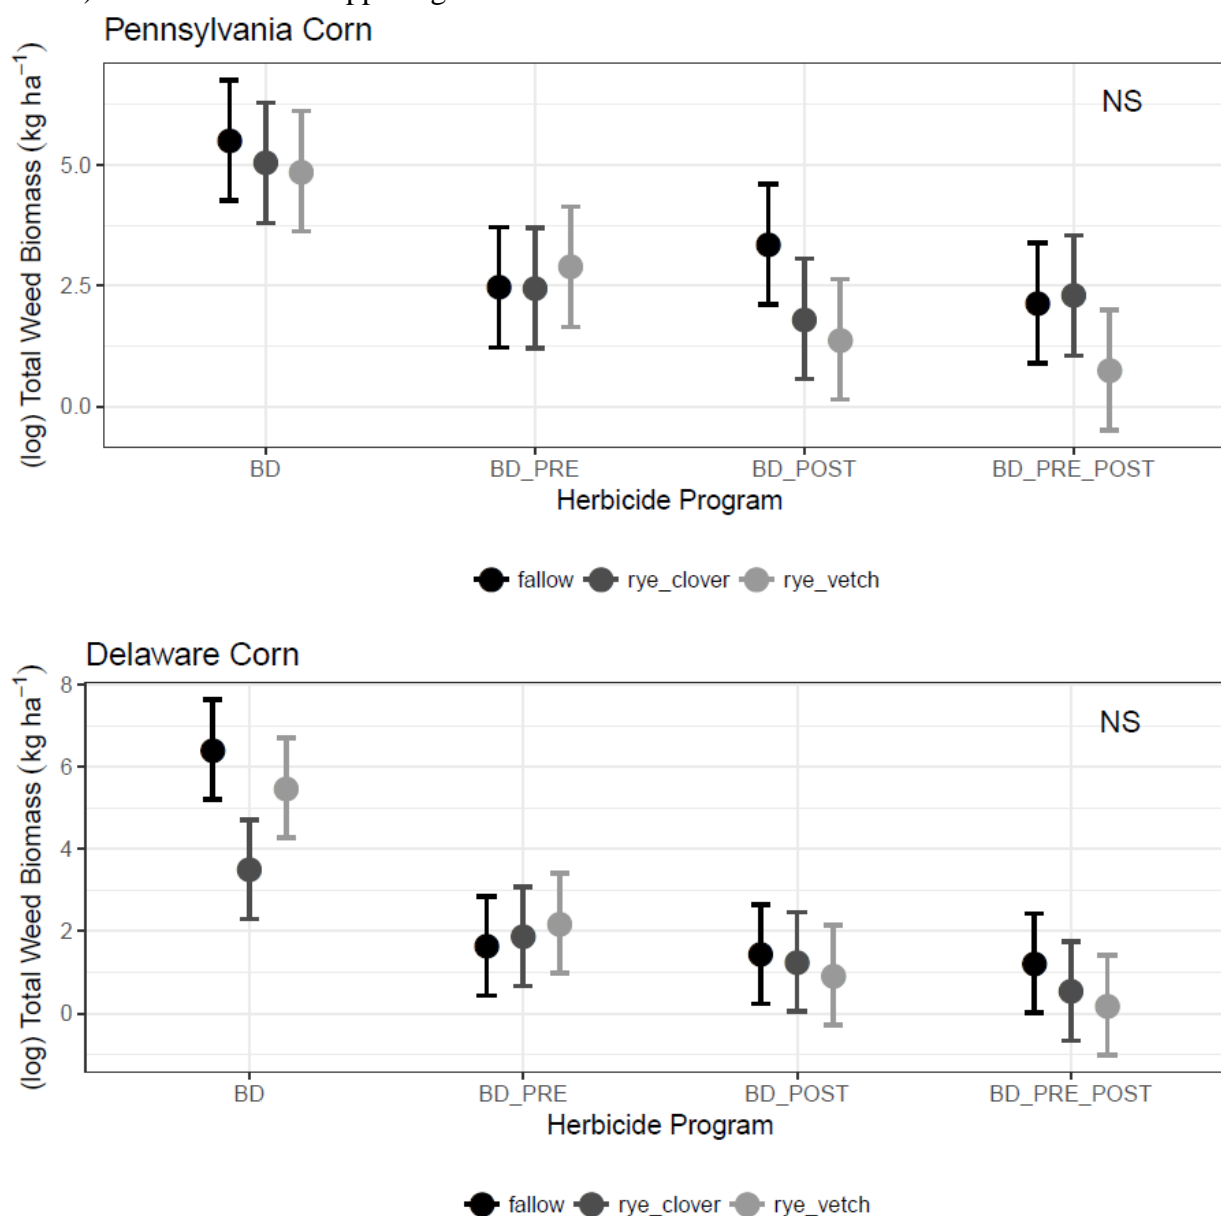 Pennsylvania Corn
(log) Total Weed Biomass (kg ha⁻¹)
NS
5.0
2.5
0.0
BD BD_PRE BD_POST BD_PRE_POST
Herbicide Program
fallow rye_clover rye_vetch
Delaware Corn
(log) Total Weed Biomass (kg ha⁻¹)
8
NS
6
4
2
0
BD BD_PRE BD_POST BD_PRE_POST
Herbicide Program
fallow rye_clover rye_vetch